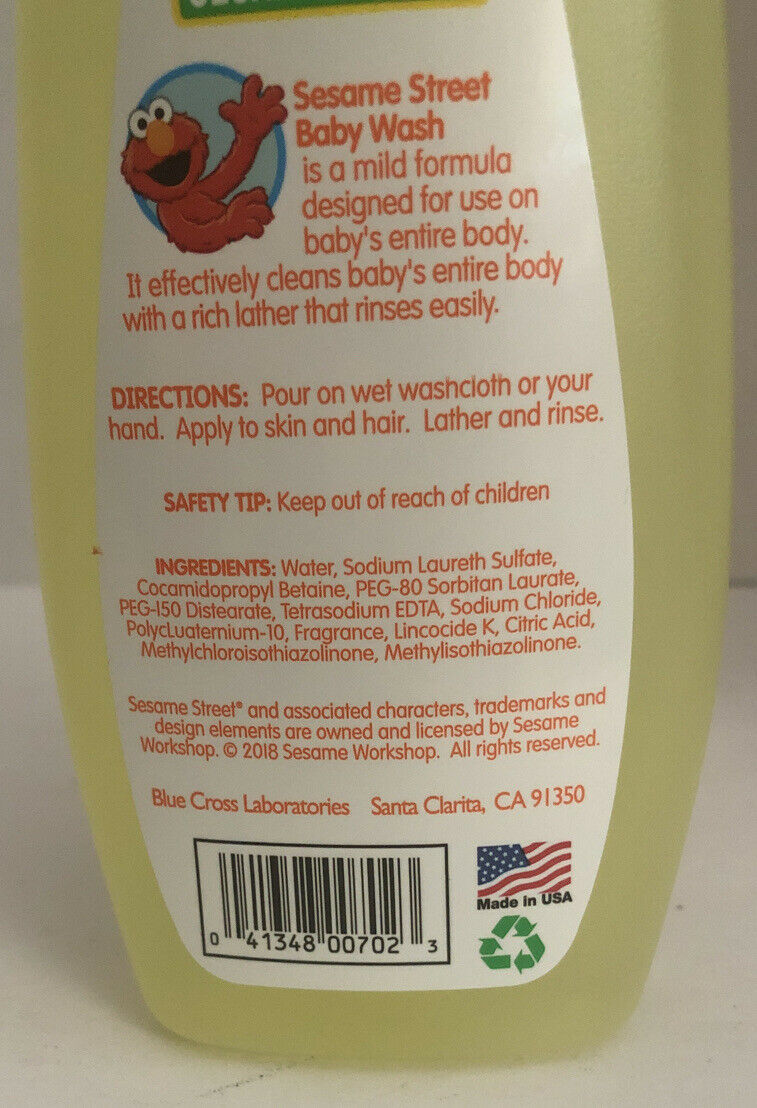 Sesame Street
Baby Wash
is a mild formula
designed for use on
baby's entire body.
It effectively cleans baby's entire body
with a rich lather that rinses easily.
DIRECTIONS: Pour on wet washcloth or your
hand. Apply to skin and hair. Lather and rinse.
SAFETY TIP: Keep out of reach of children
INGREDIENTS: Water, Sodium Laureth Sulfate,
Cocamidopropyl Betaine, PEG-80 Sorbitan Laurate,
PEG-150 Distearate, Tetrasodium EDTA, Sodium Chloride,
PolycLuaternium-10, Fragrance, Lincocide K, Citric Acid,
Methylchloroisothiazolinone, Methylisothiazolinone.
Sesame Street® and associated characters, trademarks and
design elements are owned and licensed by Sesame
Workshop. © 2018 Sesame Workshop. All rights reserved.
Blue Cross Laboratories Santa Clarita, CA 91350
Made in USA
0 41348 00702 3